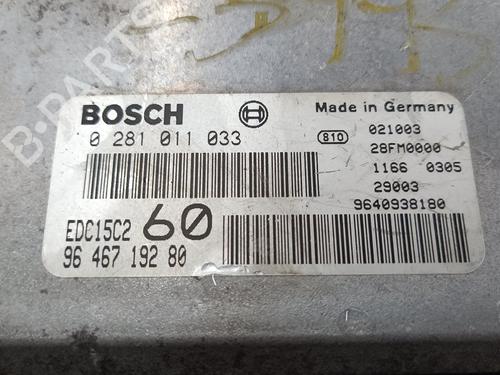 B-PARTS
BOSCH
Made in Germany
0 281 011 033
810
021003
28FM0000
1166 0305
29003
9640938180
EDC15C2 60
96 467 192 80